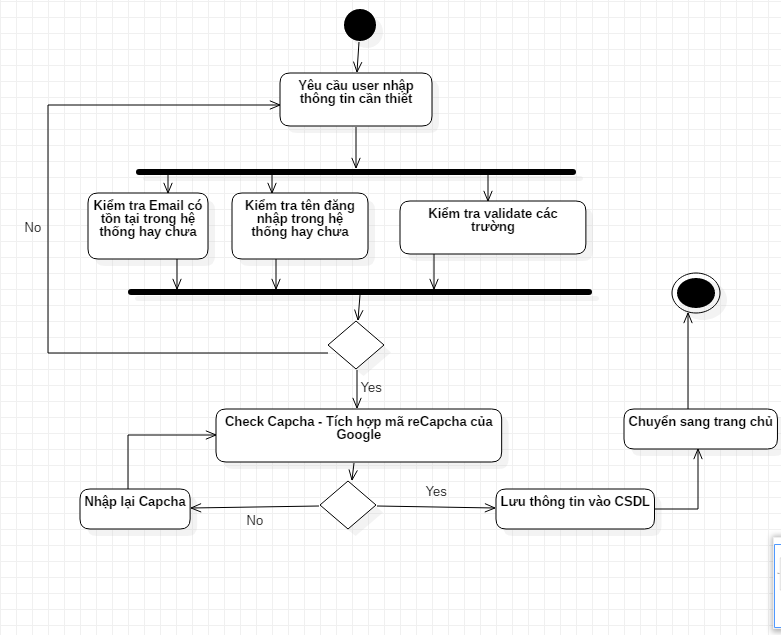 Yêu cầu user nhập
thông tin cần thiết
Kiểm tra Email có
tồn tại trong hệ
thống hay chưa
Kiểm tra tên đăng
nhập trong hệ
thống hay chưa
Kiểm tra validate các
trường
No
Yes
Check Capcha - Tích hợp mã reCapcha của
Google
Chuyển sang trang chủ
Nhập lại Capcha
No
Yes
Lưu thông tin vào CSDL